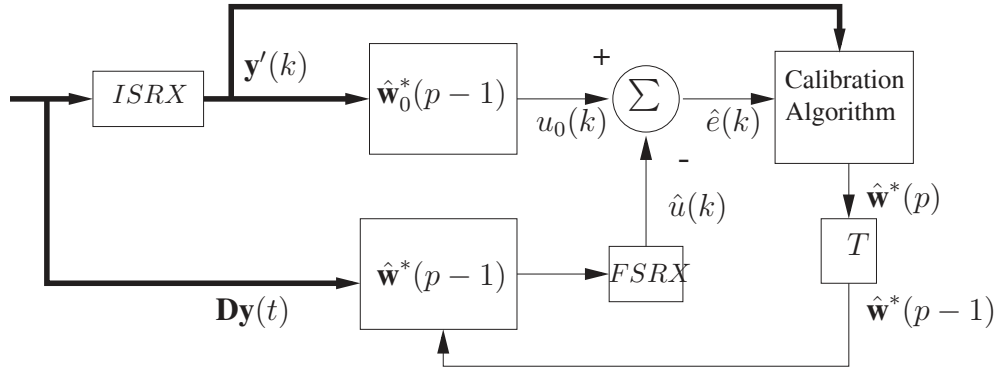 y′(k)
ISRX
ŵ₀*(p − 1)
+
u₀(k)
∑
ê(k)
Calibration
Algorithm
-
ŵ*(p)
û(k)
T
ŵ*(p − 1)
FSRX
Dy(t)
ŵ*(p − 1)